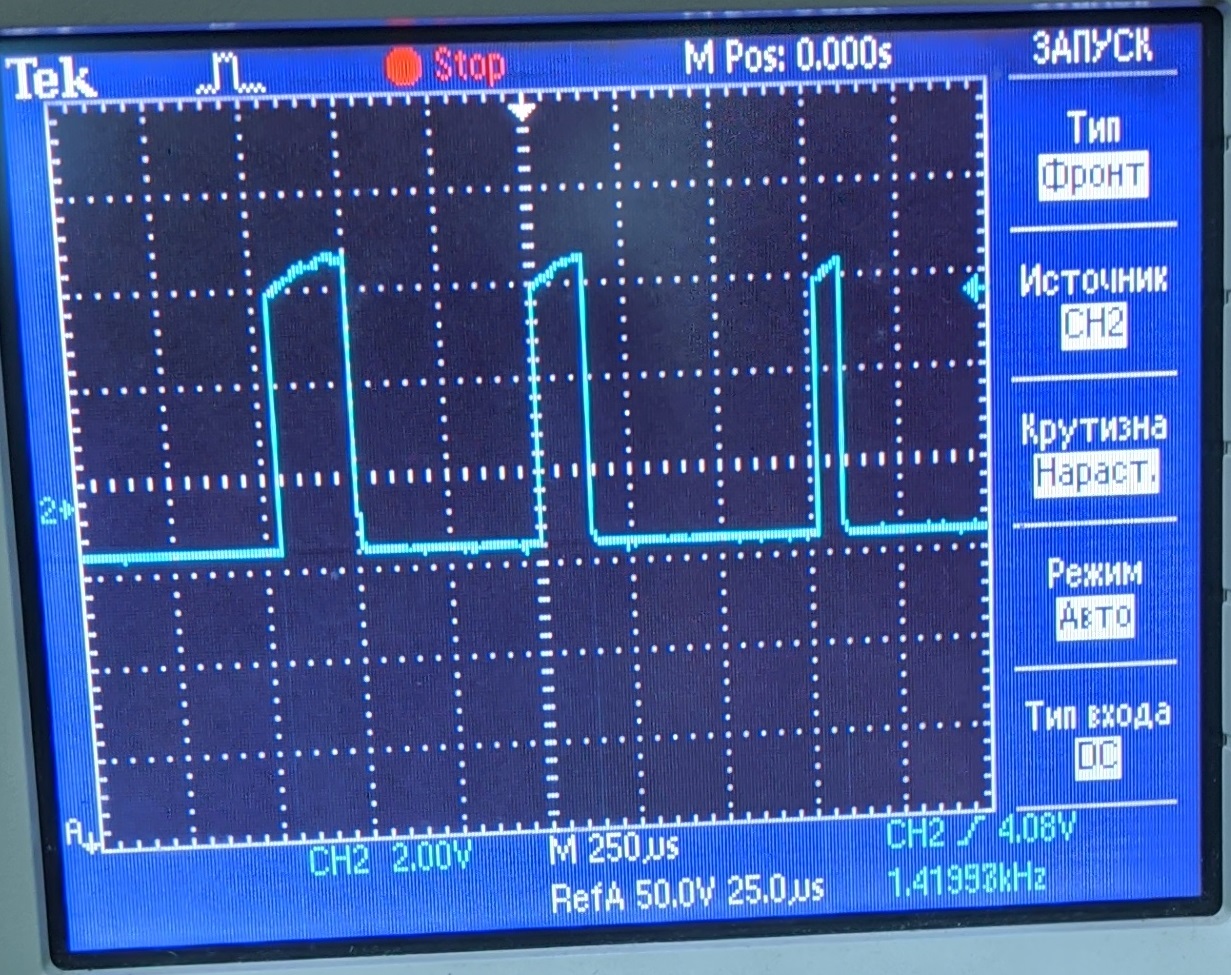 Tek
Stop
M Pos: 0.000s
ЗАПУСК
Тип
Фронт
Источник
CH2
Крутизна
Нараст.
Режим
Авто
Тип входа
DC
2
A
CH2 2.00V
M 250µs
CH2 4.08V
RefA 50.0V 25.0µs
1.41993kHz